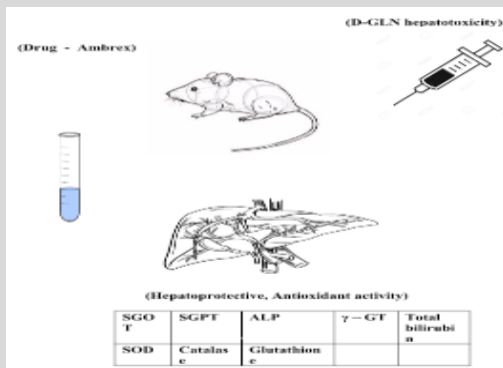 (D-GLN hepatotoxicity)
(Drug - Ambrex)
(Hepatoprotective, Antioxidant activity)
SGO
T
SGPT
ALP
γ – GT
Total
bilirubi
n
SOD
Catalas
e
Glutathion
e